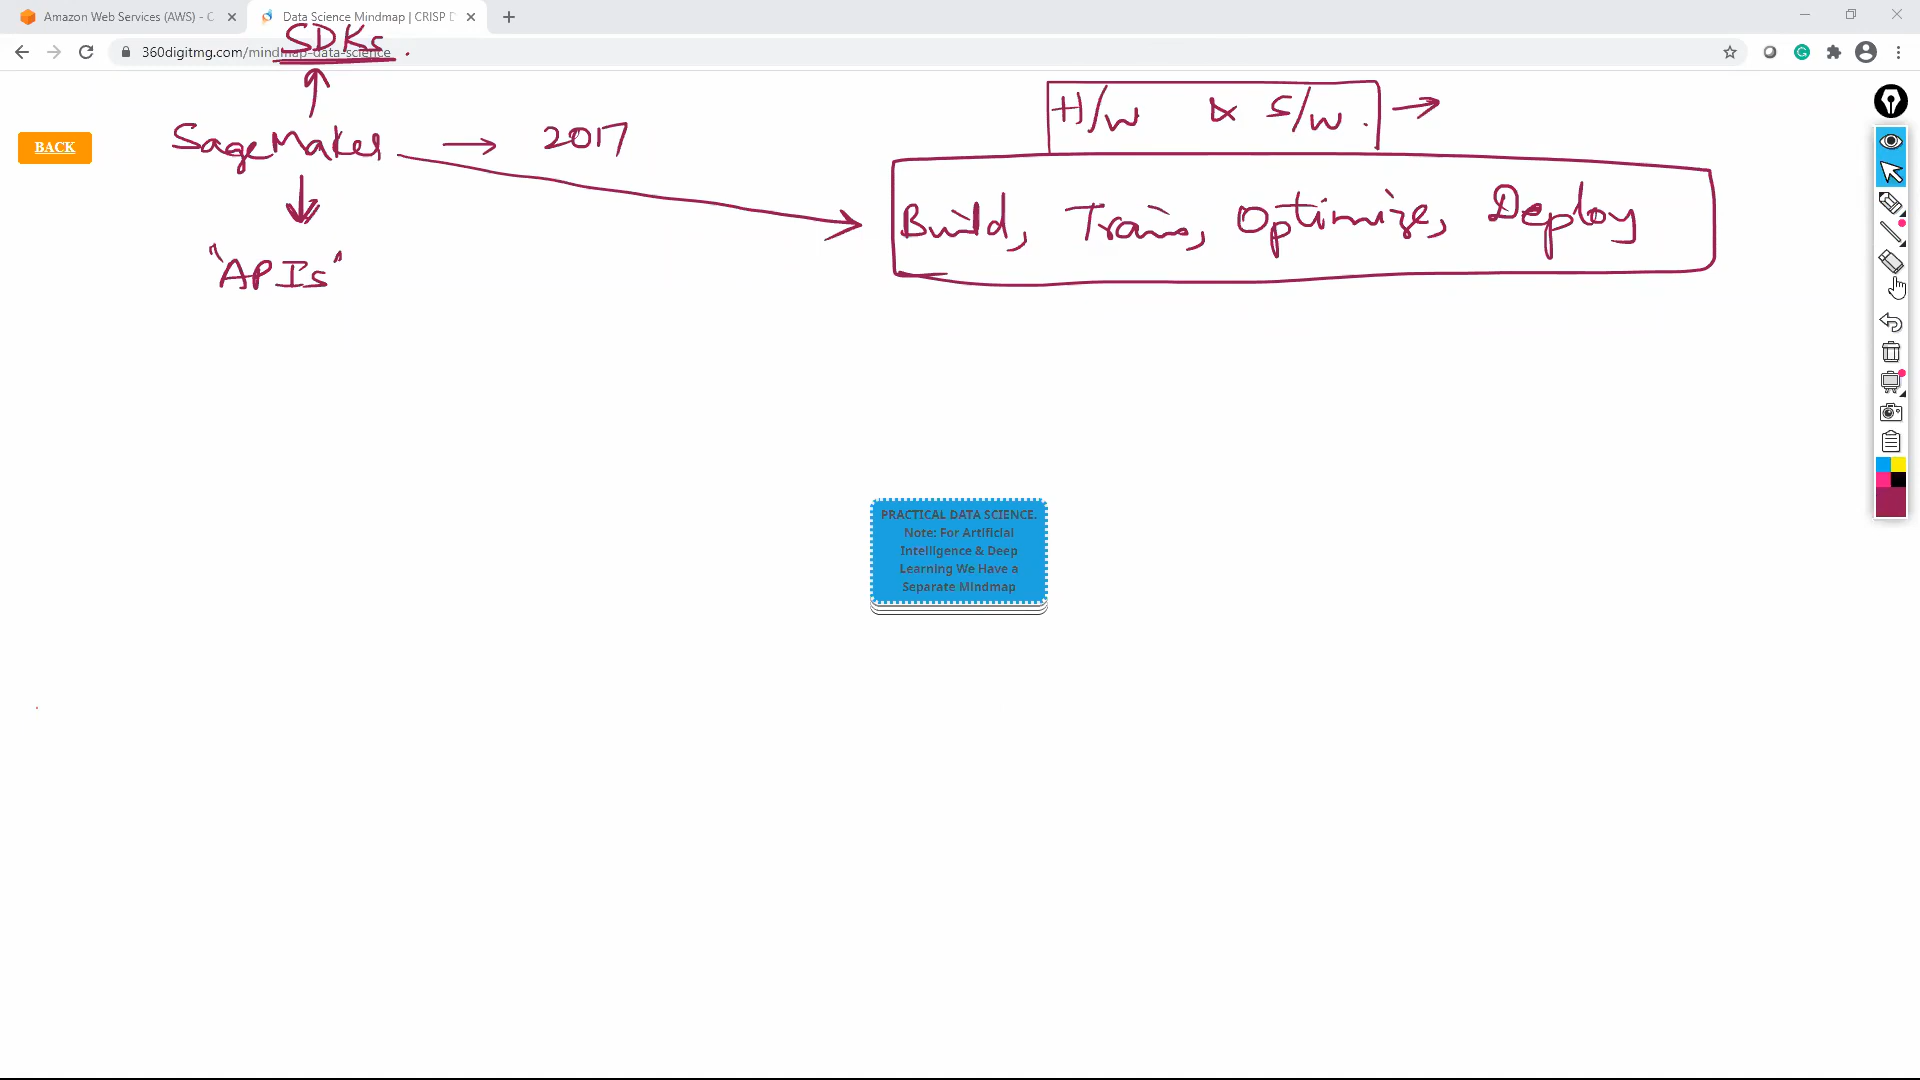 Amazon Web Services (AWS) - C
Data Science Mindmap | CRISP D
360digitmg.com/mindmap-data-science
SDKs.
H/W & S/W.
BACK
SageMaker → 2017
Build, Train, Optimize, Deploy
"APIs"
PRACTICAL DATA SCIENCE.
Note: For Artificial
Intelligence & Deep
Learning We Have a
Separate Mindmap